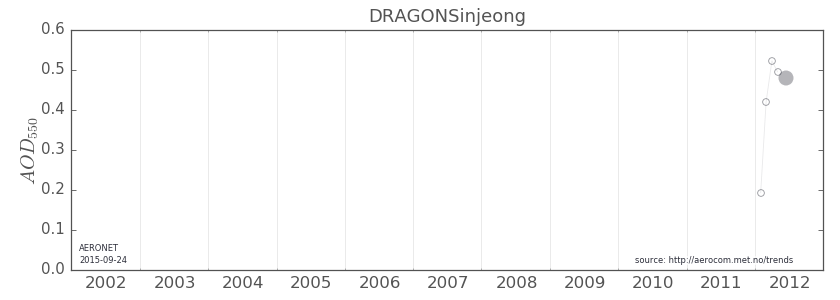 DRAGONSinjeong
0.6
0.5
0.4
0.3
0.2
0.1
0.0
AOD550
AERONET
2015-09-24
source: http://aerocom.met.no/trends
2002 2003 2004 2005 2006 2007 2008 2009 2010 2011 2012